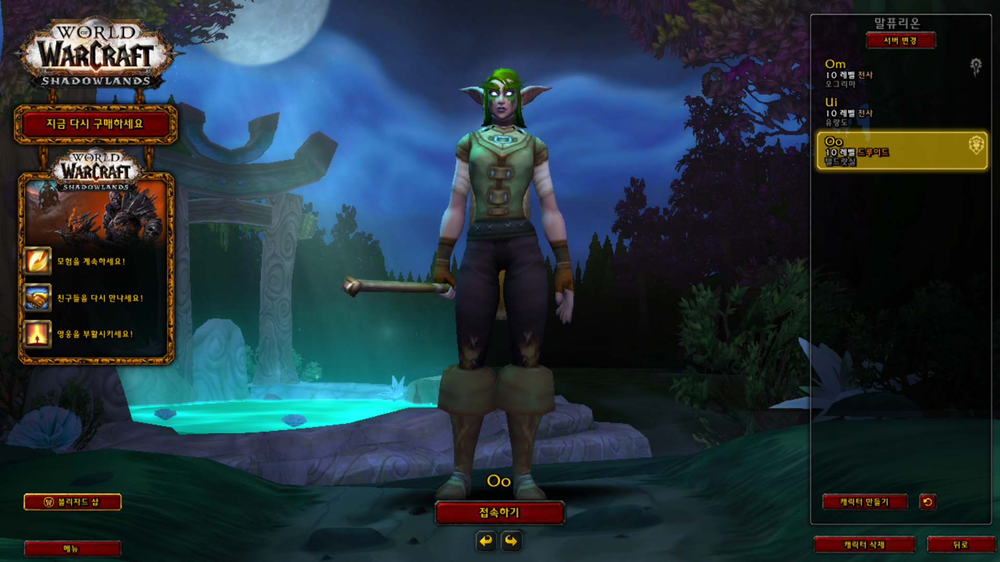 WORLD OF WARCRAFT
SHADOWLANDS
지금 다시 구매하세요
WORLD OF WARCRAFT
SHADOWLANDS
모험을 계속하세요!
친구들을 다시 만나세요!
영웅을 부활시키세요!
블리자드 샵
메뉴
Oo
접속하기
말퓨리온
서버 변경
Om
10 레벨 전사
오그리마
Ui
10 레벨 전사
유랑도
Oo
10 레벨 드루이드
텔드랏실
캐릭터 만들기
캐릭터 삭제
뒤로